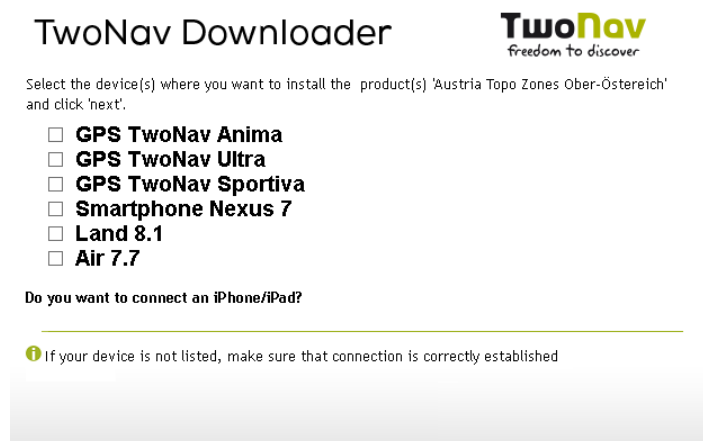 TwoNav Downloader
TwoNav
freedom to discover
Select the device(s) where you want to install the product(s) 'Austria Topo Zones Ober-Östereich'
and click 'next'.
GPS TwoNav Anima
GPS TwoNav Ultra
GPS TwoNav Sportiva
Smartphone Nexus 7
Land 8.1
Air 7.7
Do you want to connect an iPhone/iPad?
i If your device is not listed, make sure that connection is correctly established